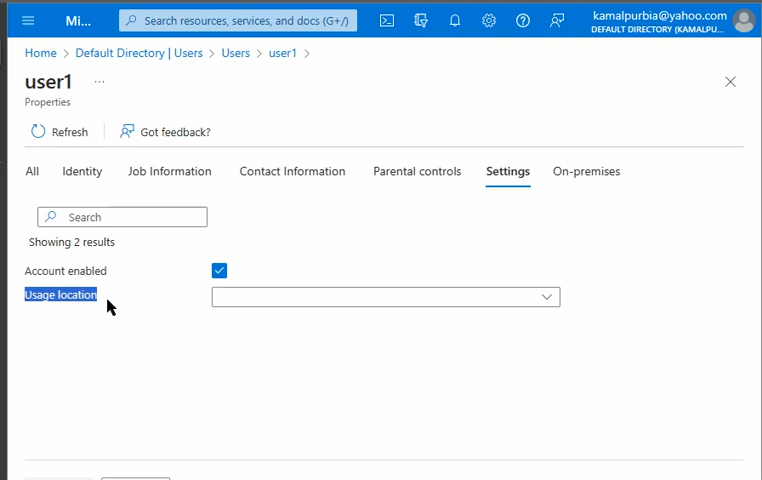 Mi...
Search resources, services, and docs (G+/)
kamalpurbia@yahoo.com
DEFAULT DIRECTORY (KAMALPU...
Home > Default Directory | Users > Users > user1 >
user1 ...
Properties
Refresh
Got feedback?
All
Identity
Job Information
Contact Information
Parental controls
Settings
On-premises
Search
Showing 2 results
Account enabled
Usage location